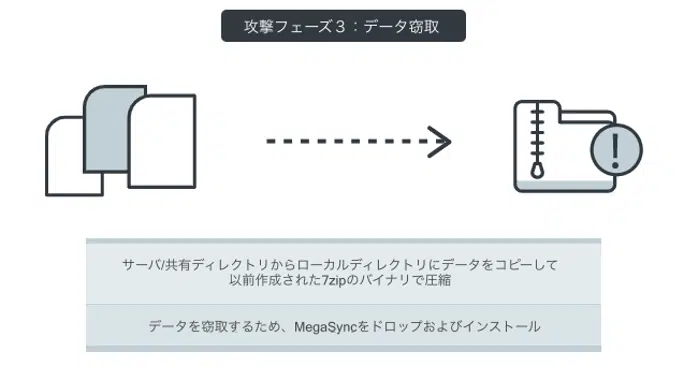 攻撃フェーズ3：データ窃取
サーバ/共有ディレクトリからローカルディレクトリにデータをコピーして
以前作成された7zipのバイナリで圧縮
データを窃取するため、MegaSyncをドロップおよびインストール